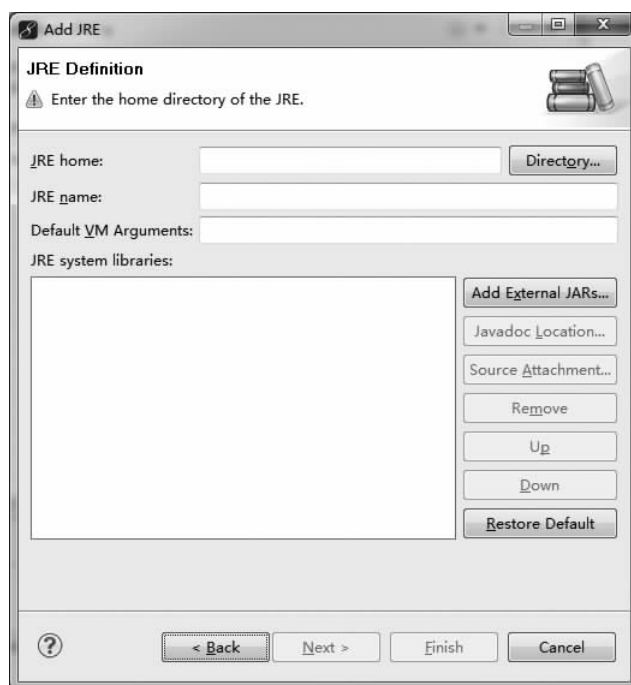 Add JRE
JRE Definition
Enter the home directory of the JRE.
JRE home:
Directory...
JRE name:
Default VM Arguments:
JRE system libraries:
Add External JARs...
Javadoc Location...
Source Attachment...
Remove
Up
Down
Restore Default
?
< Back
Next >
Finish
Cancel